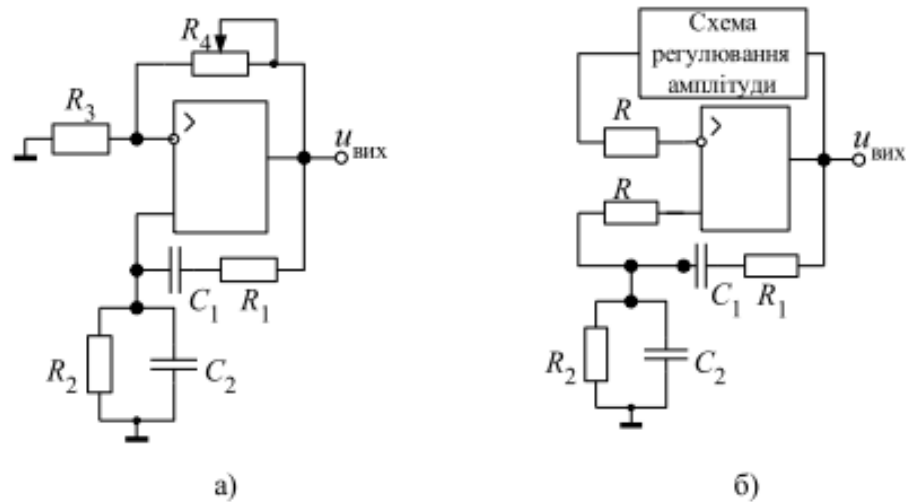 R4
R3
>
uвих
C1
R1
R2
C2
а)
Схема
регулювання
амплітуди
R
>
uвих
R
C1
R1
R2
C2
б)